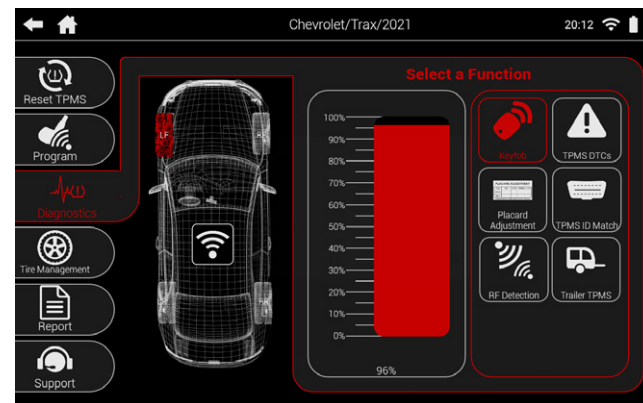 Chevrolet/Trax/2021
20:12
Reset TPMS
Program
Diagnostics
Tire Management
Report
Support
LF
Select a Function
100%
90%
80%
70%
60%
50%
40%
30%
20%
10%
0%
96%
Keyfob
TPMS DTCs
PLACARD ADJUSTMENT
Placard
Adjustment
TPMS ID Match
RF Detection
Trailer TPMS